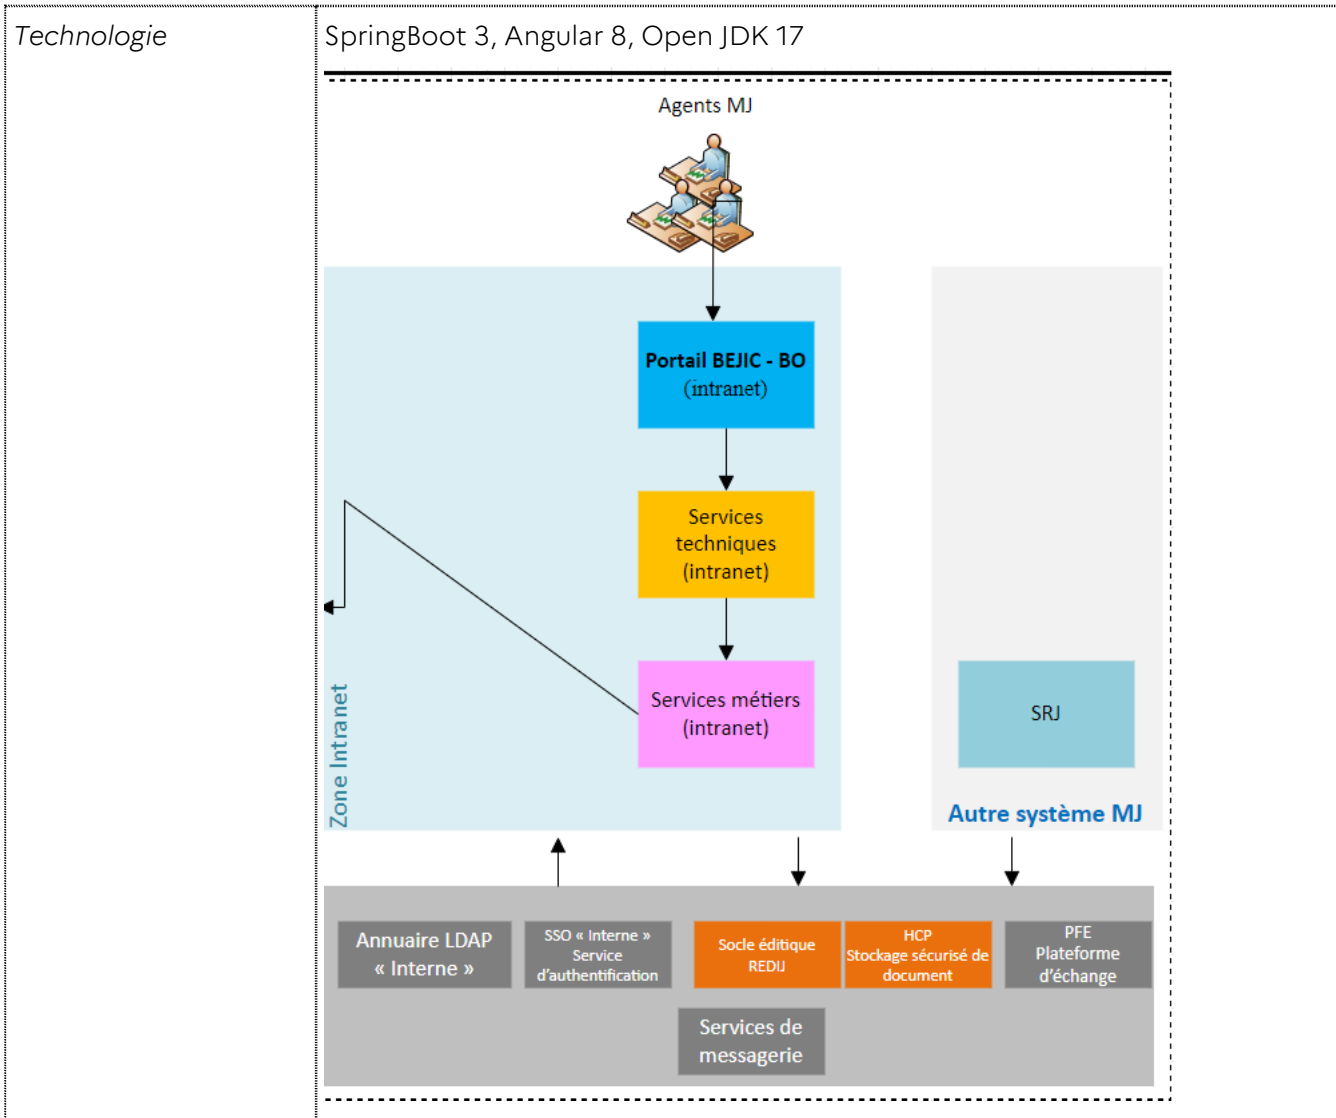 Technologie
SpringBoot 3, Angular 8, Open JDK 17
Agents MJ
Portail BEJIC - BO
(intranet)
Services
techniques
(intranet)
Services métiers
(intranet)
Zone Intranet
SRJ
Autre système MJ
Annuaire LDAP
« Interne »
SSO « Interne »
Service
d'authentification
Socle éditique
REDIJ
HCP
Stockage sécurisé de
document
PFE
Plateforme
d'échange
Services de
messagerie